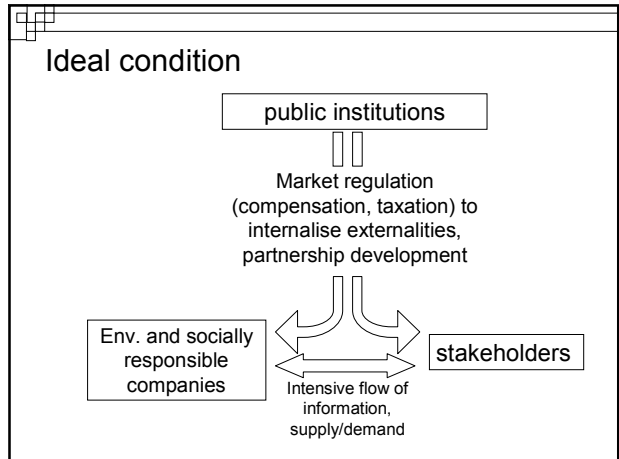 Ideal condition
public institutions
Market regulation
(compensation, taxation) to
internalise externalities,
partnership development
Env. and socially
responsible
companies
stakeholders
Intensive flow of
information,
supply/demand